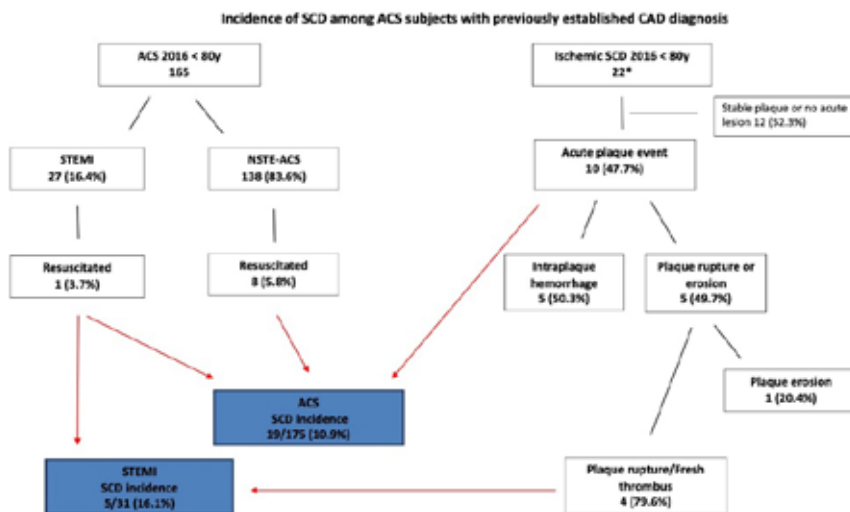 Incidence of SCD among ACS subjects with previously established CAD diagnosis
ACS 2016 < 80y
165
Ischemic SCD 2016 < 80y
22*
Stable plaque or no acute
lesion 12 (52.3%)
STEMI
27 (16.4%)
NSTE-ACS
138 (83.6%)
Acute plaque event
10 (47.7%)
Resuscitated
1 (3.7%)
Resuscitated
8 (5.8%)
Intraplaque
hemorrhage
5 (50.3%)
Plaque rupture or
erosion
5 (49.7%)
Plaque erosion
1 (20.4%)
ACS
SCD incidence
19/175 (10.9%)
STEMI
SCD incidence
5/31 (16.1%)
Plaque rupture/Fresh
thrombus
4 (79.6%)